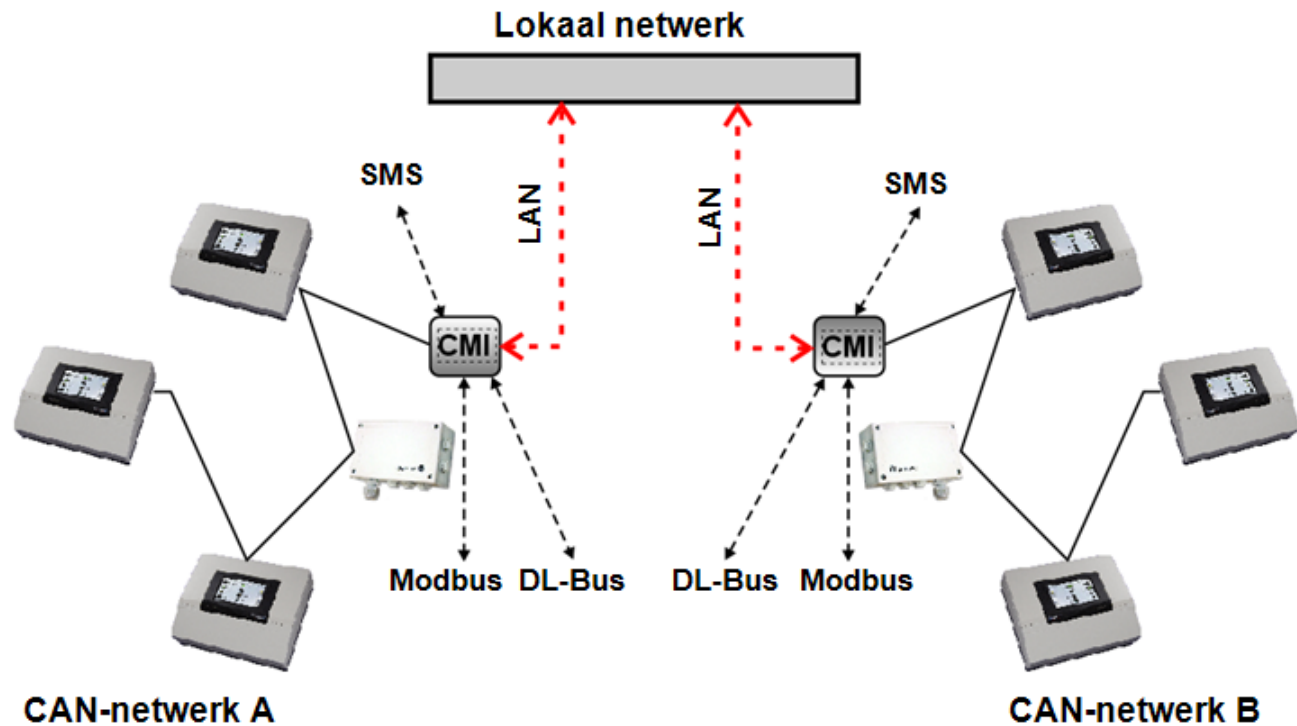 Lokaal netwerk
SMS
LAN
LAN
SMS
CMI
CMI
Modbus
DL-Bus
DL-Bus
Modbus
CAN-netwerk A
CAN-netwerk B